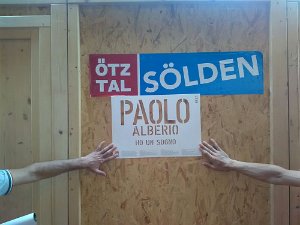 ÖTZ
TAL
SÖLDEN
PAOLO
ALBERIO
HO UN SOGNO